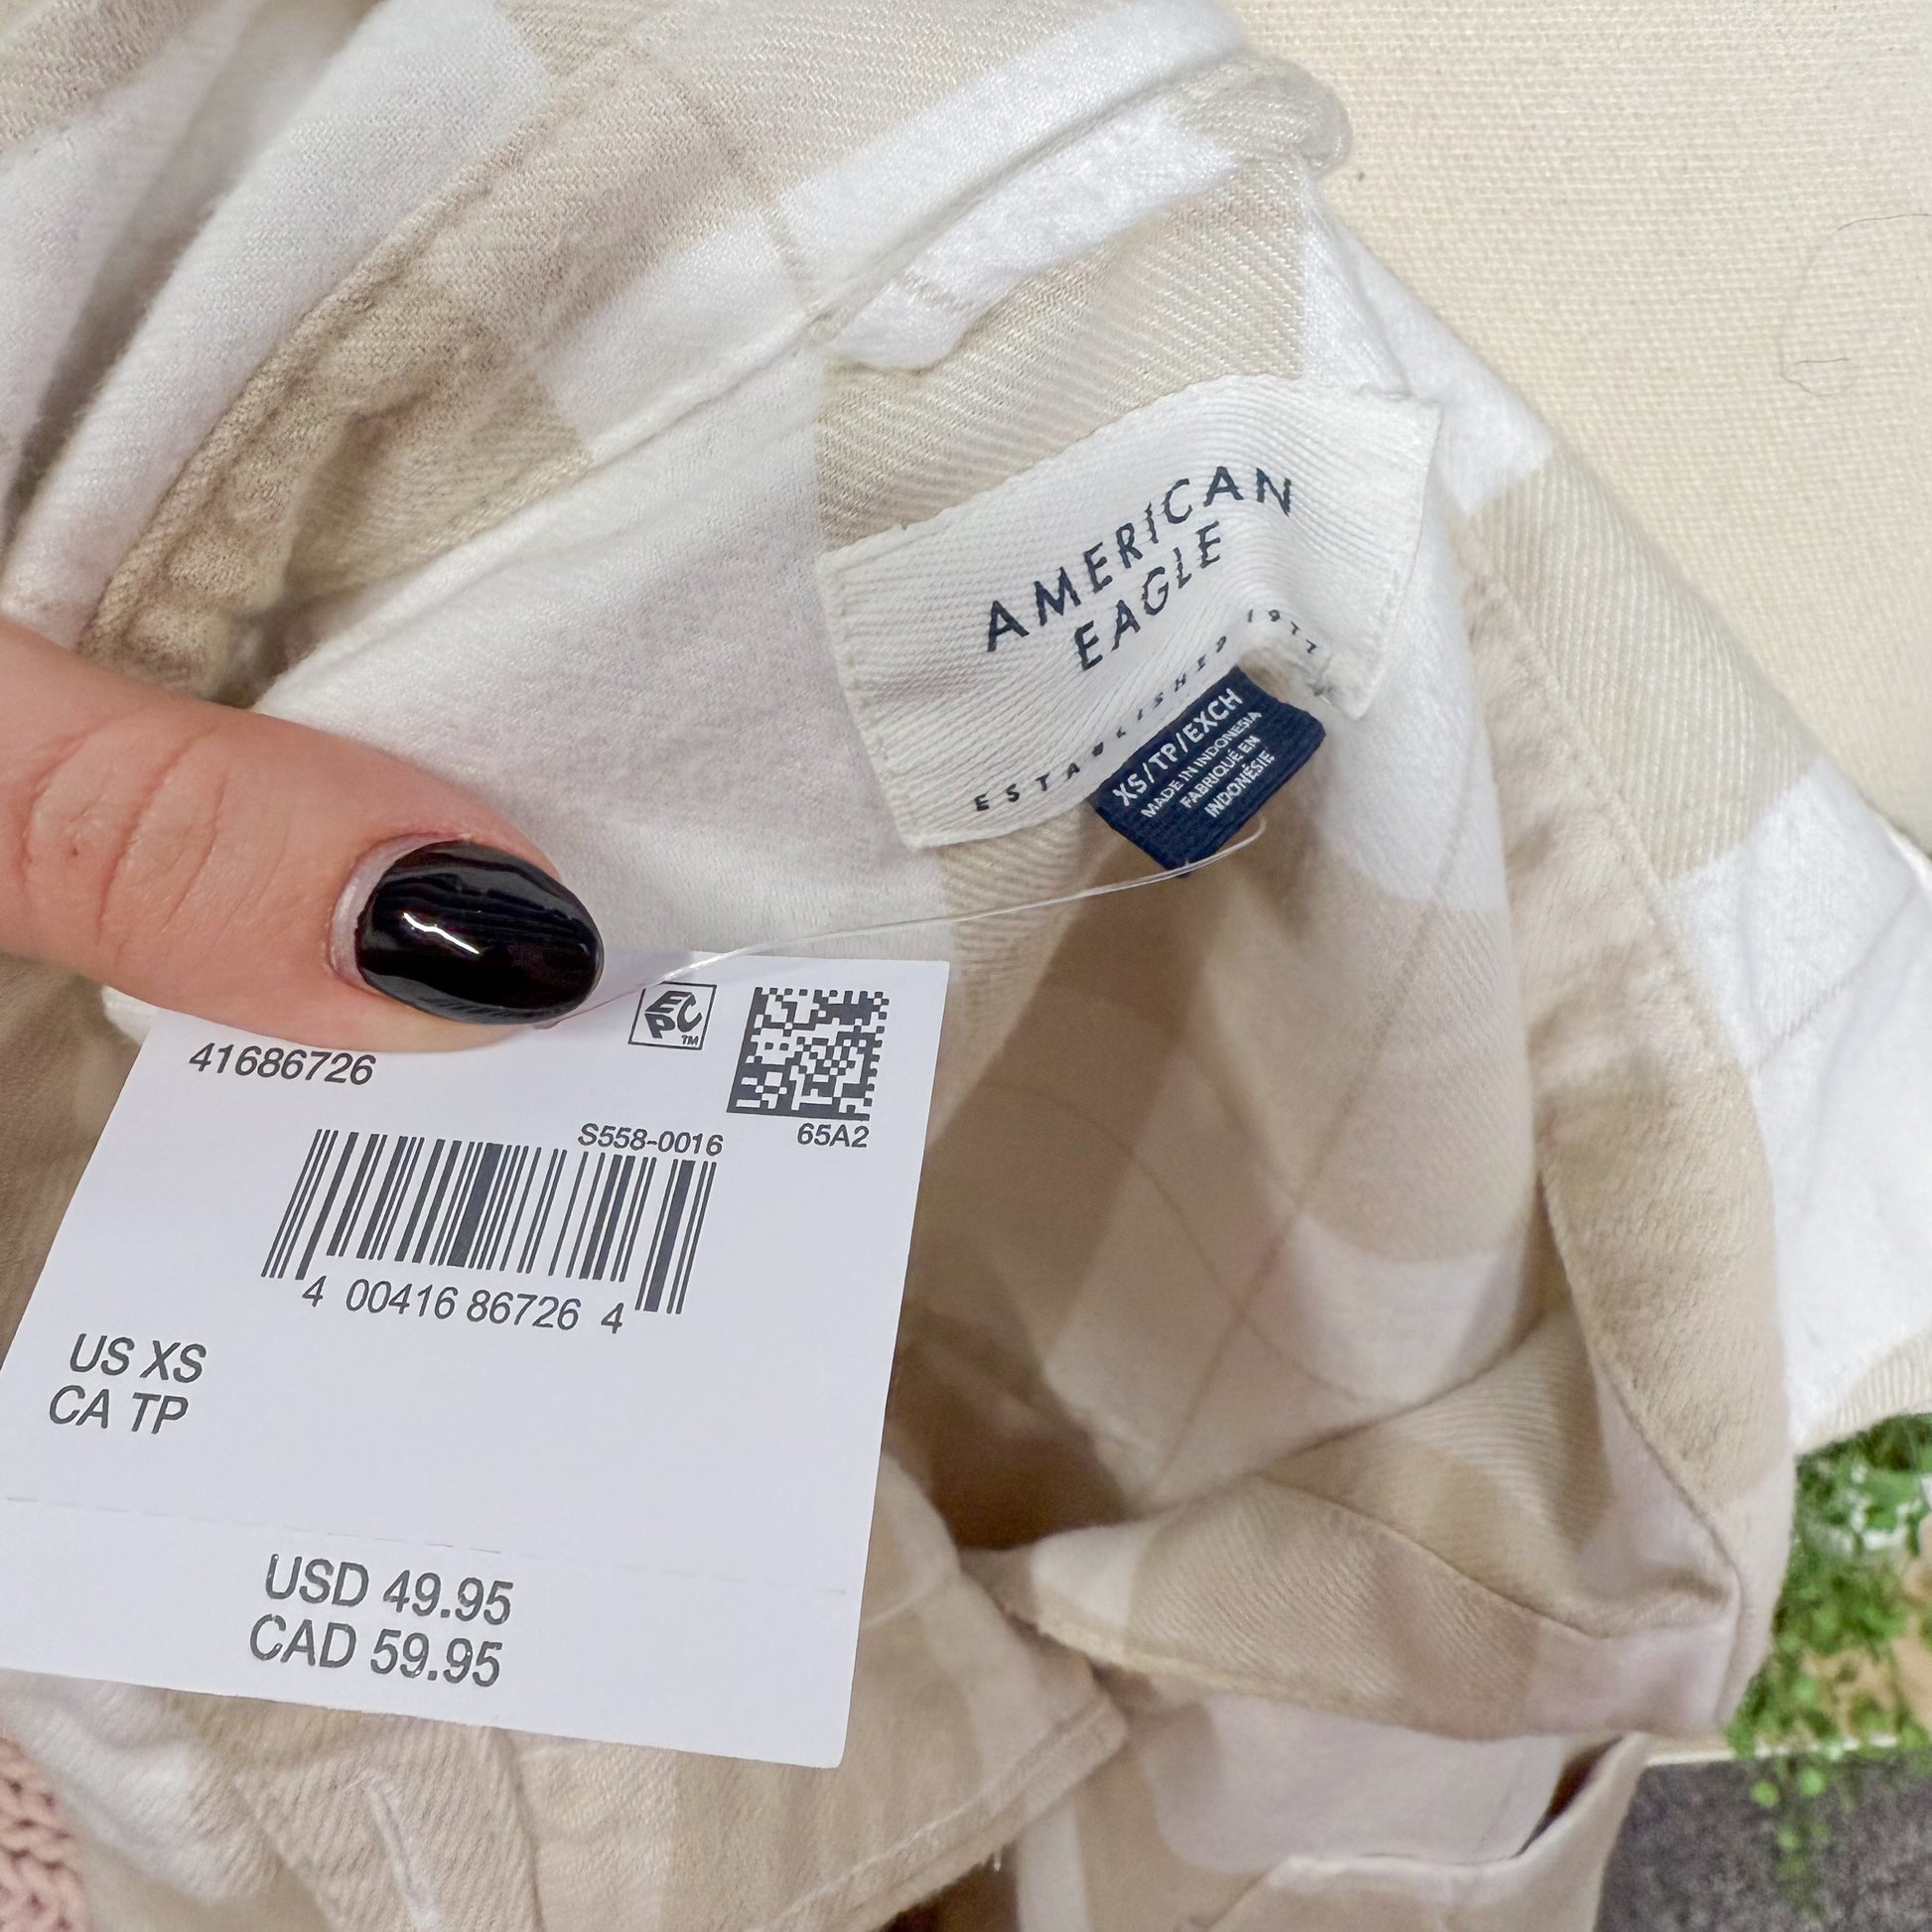 AMERICAN
EAGLE
ESTABLISHED 1977
XS/TP/EXCH
MADE IN INDONESIA
FABRIQUÉ EN
INDONÉSIE
EPC™
41686726
65A2
S558-0016
4 00416 86726 4
US XS
CA TP
USD 49.95
CAD 59.95